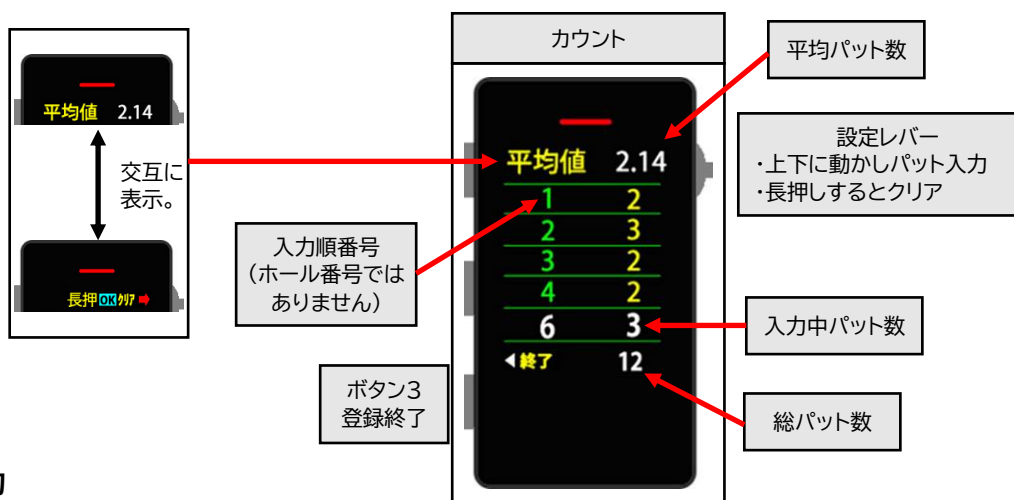 カウント
平均パット数
平均値 2.14
交互に
表示。
長押OKクリア
平均値 2.14
1 2
2 3
3 2
4 2
6 3
◀終了 12
設定レバー
・上下に動かしパット入力
・長押しするとクリア
入力順番号
(ホール番号では
ありません)
入力中パット数
ボタン3
登録終了
総パット数